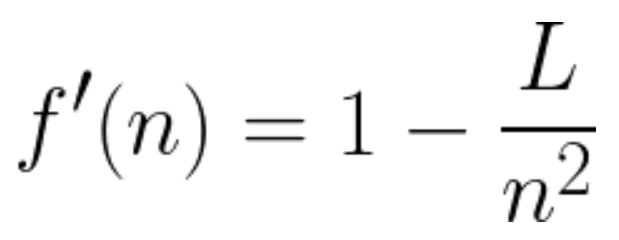 f′(n) = 1 − L/n²